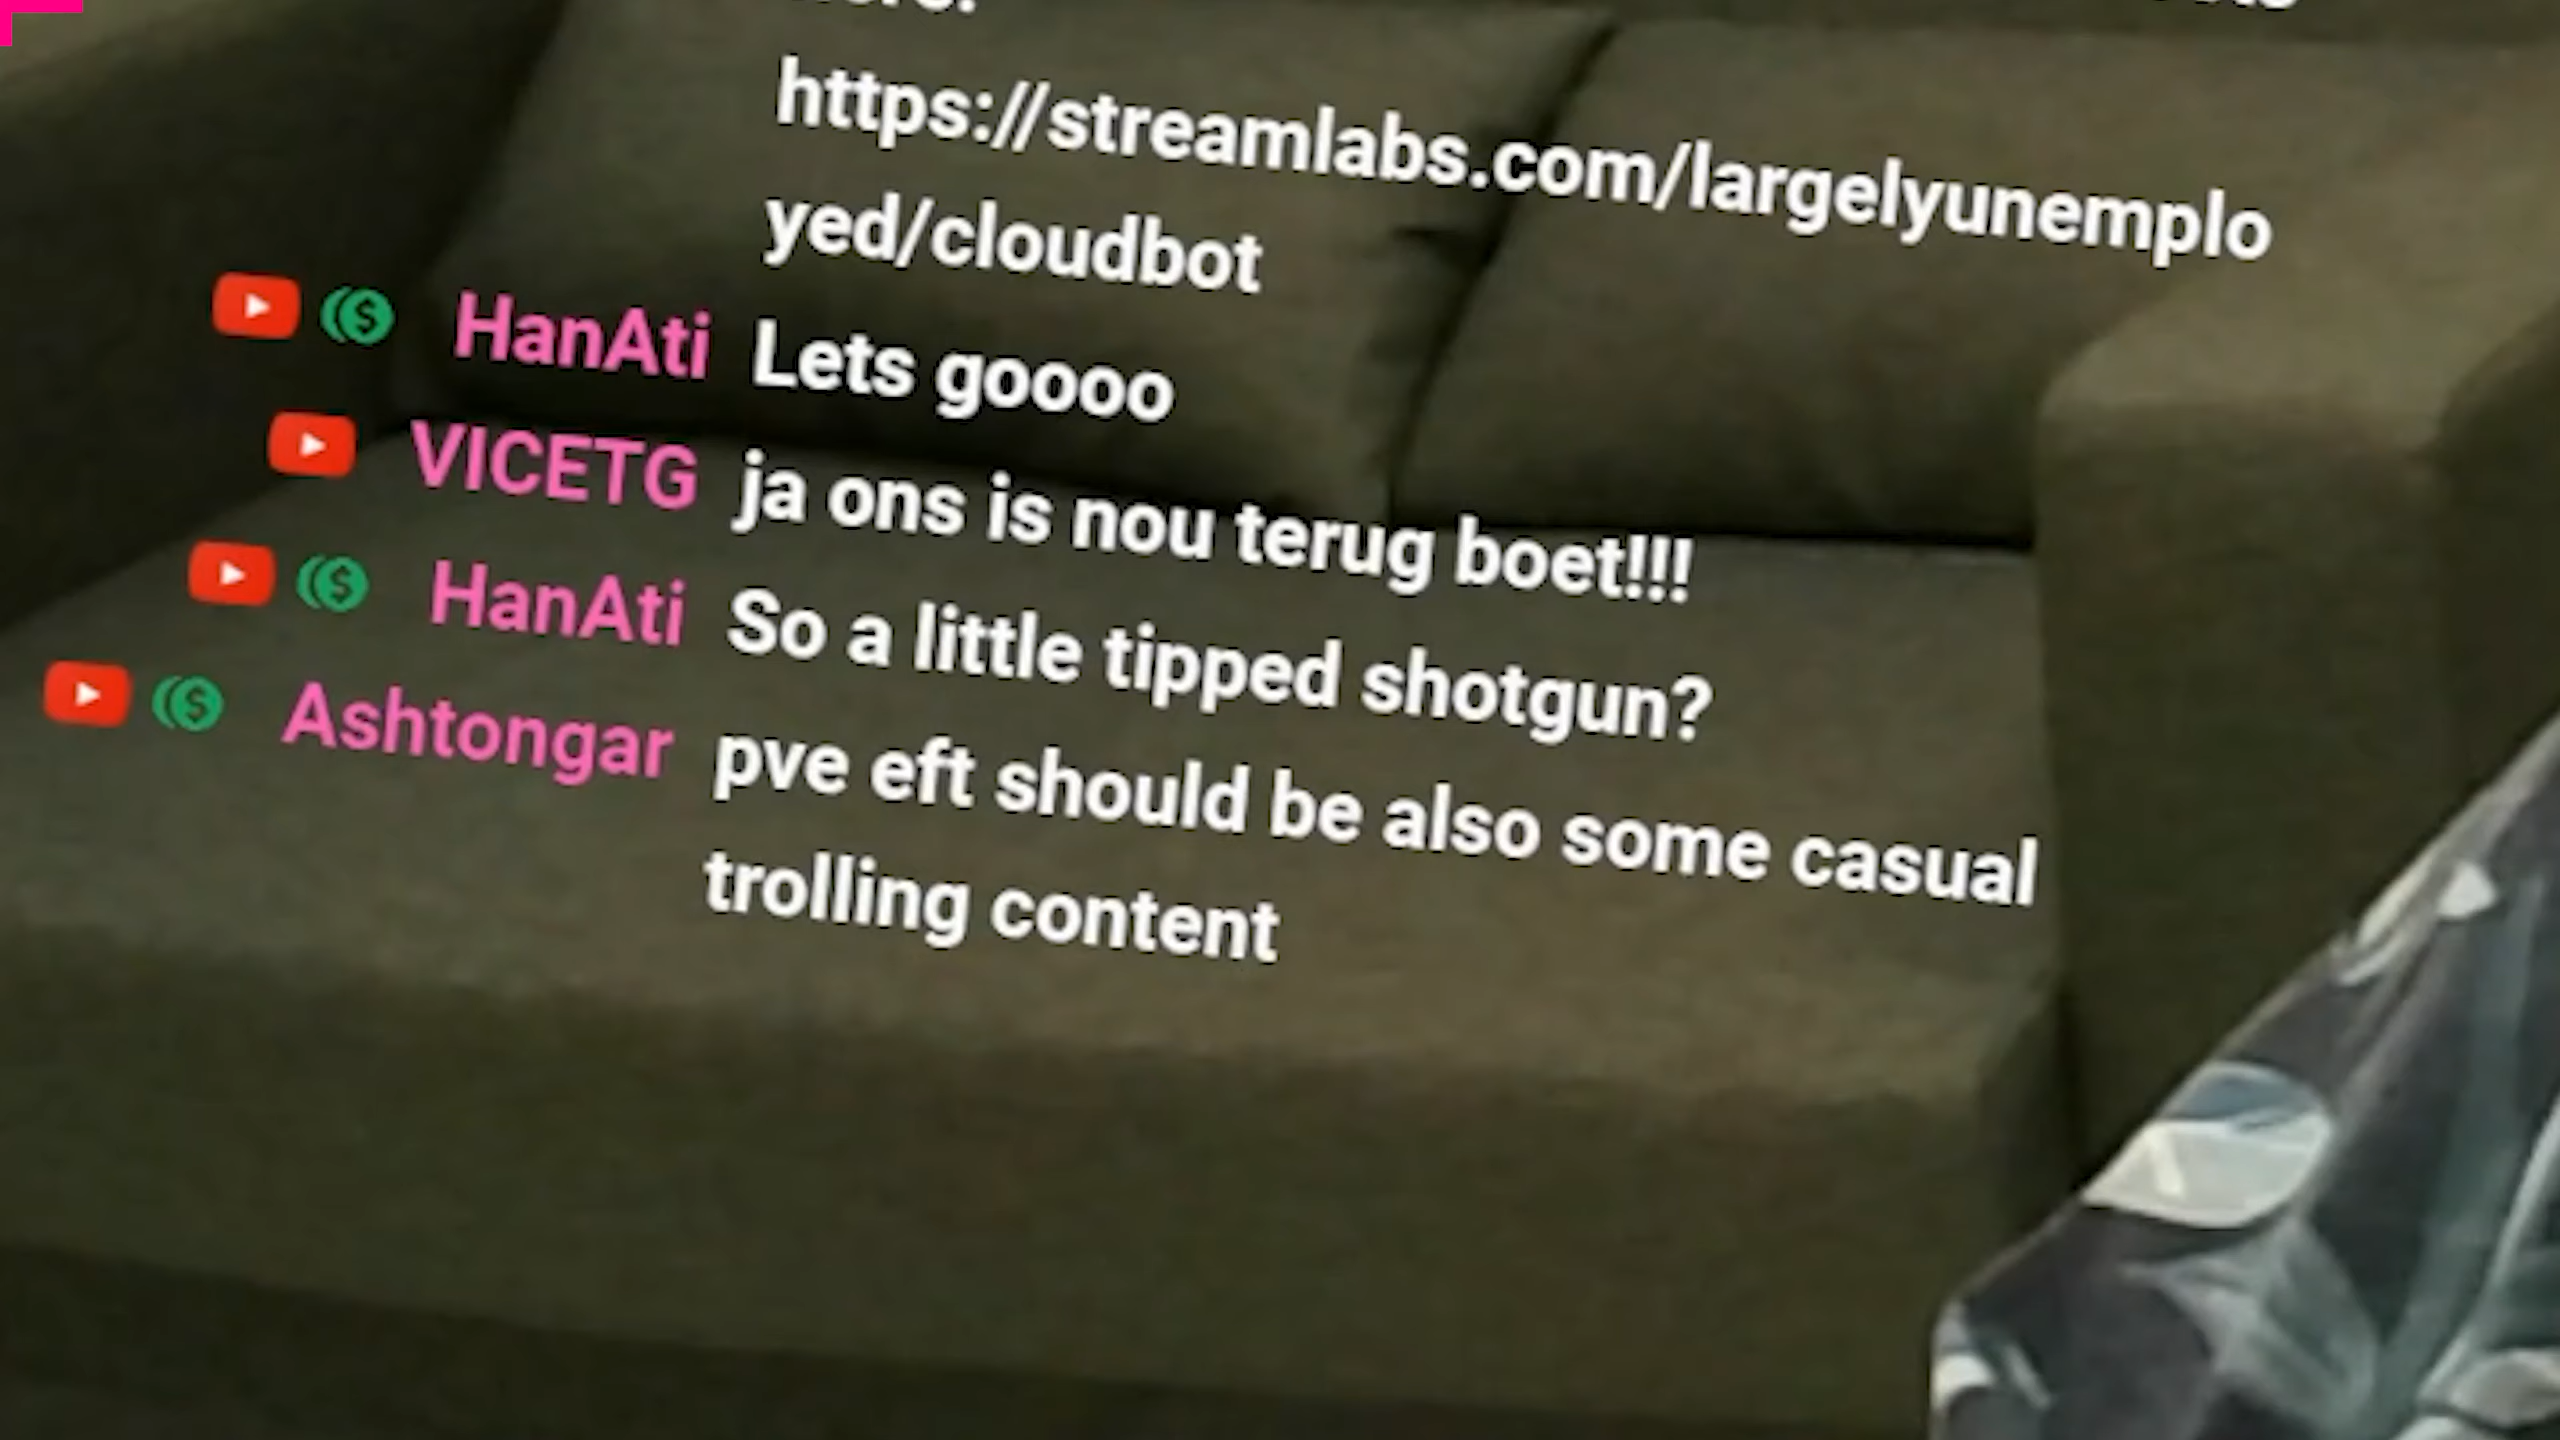 https://streamlabs.com/largelyunemplo
yed/cloudbot
HanAti Lets goooo
VICETG ja ons is nou terug boet!!!
HanAti So a little tipped shotgun?
Ashtongar pve eft should be also some casual
trolling content